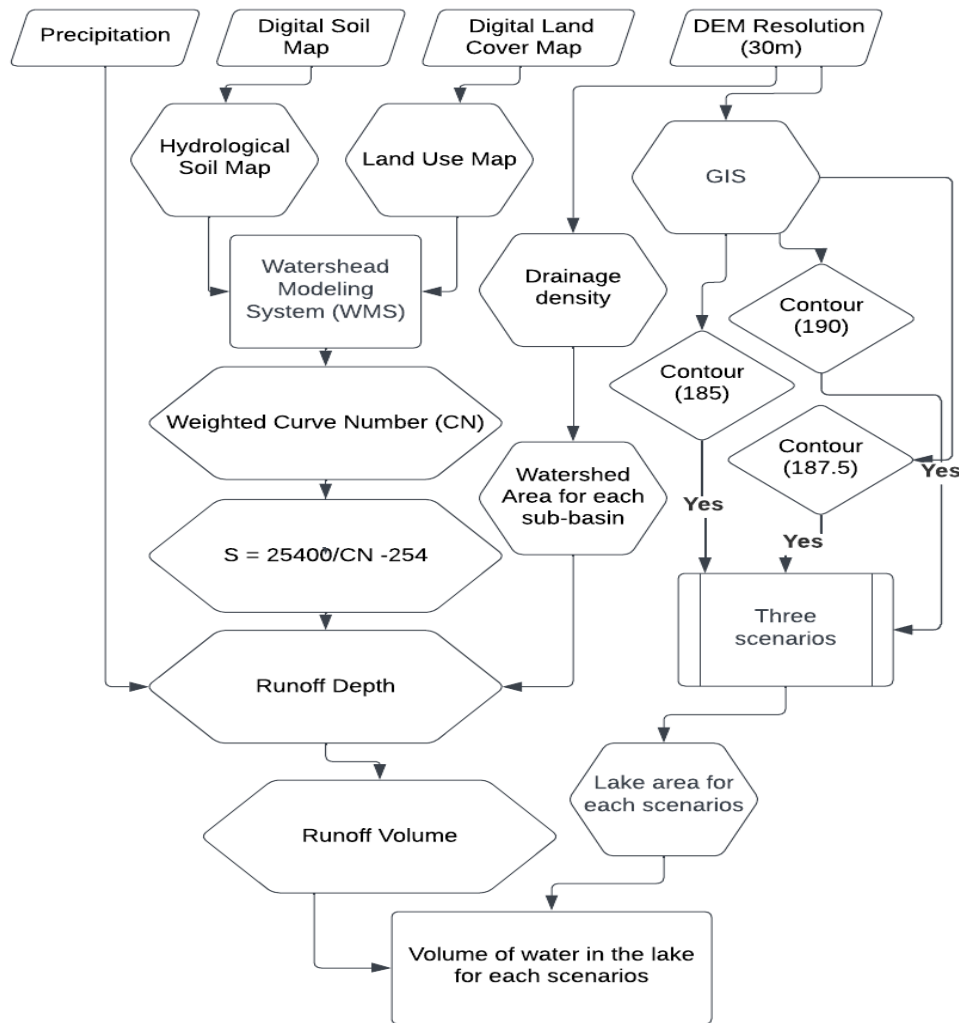 Precipitation
Digital Soil
Map
Digital Land
Cover Map
DEM Resolution
(30m)
Hydrological
Soil Map
Land Use Map
GIS
Watershead
Modeling
System (WMS)
Drainage
density
Contour
(190)
Contour
(185)
Weighted Curve Number (CN)
Contour
(187.5)
Yes
Watershed
Area for each
sub-basin
Yes
Yes
S = 25400/CN -254
Three
scenarios
Runoff Depth
Lake area for
each scenarios
Runoff Volume
Volume of water in the lake
for each scenarios